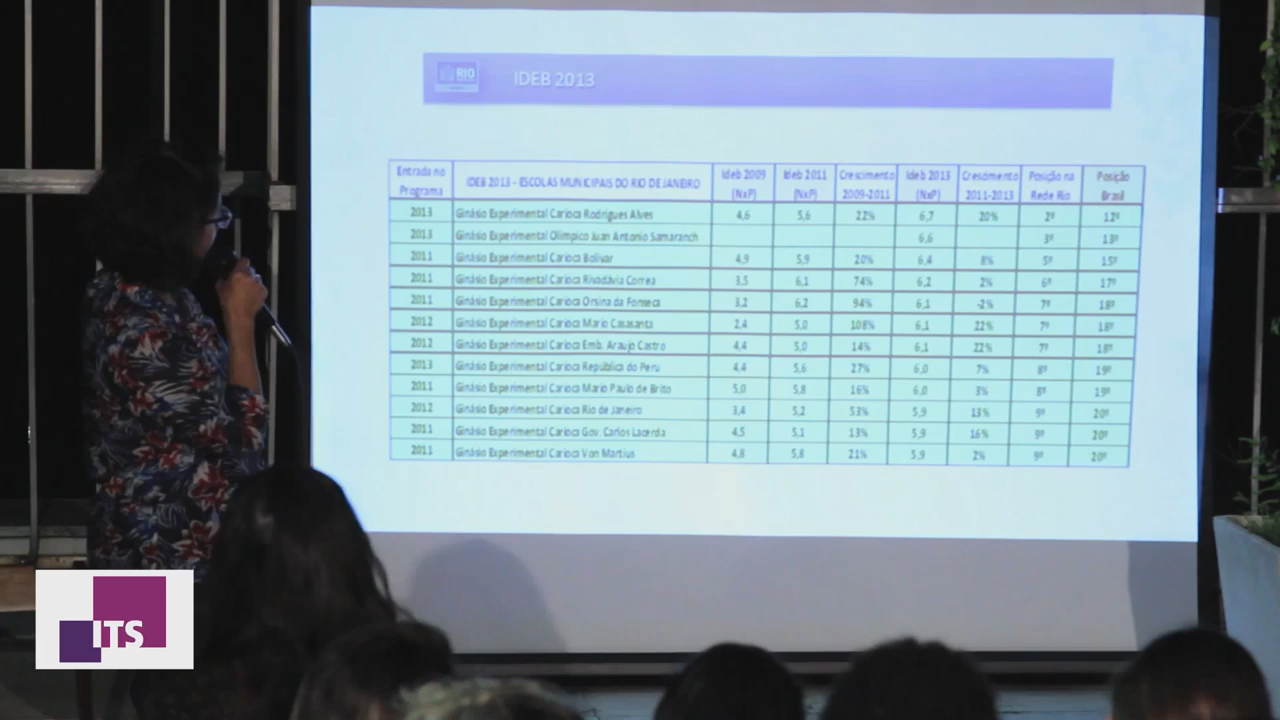 RIO
IDEB 2013
Entrada no Programa IDEB 2013 - ESCOLAS MUNICIPAIS DO RIO DE JANEIRO Ideb 2009 (NxP) Ideb 2011 (NxP) Crescimento 2009-2011 Ideb 2013 (NxP) Crescimento 2011-2013 Posição na Rede Rio Posição Brasil
2013 Ginásio Experimental Carioca Rodrigues Alves 4,6 5,6 22% 6,7 20% 2º 12º
2013 Ginásio Experimental Olímpico Juan Antonio Samaranch 6,6 3º 13º
2011 Ginásio Experimental Carioca Bolivar 4,9 5,9 20% 6,4 8% 5º 15º
2011 Ginásio Experimental Carioca Rivadávia Correa 3,5 6,1 74% 6,2 2% 6º 17º
2011 Ginásio Experimental Carioca Orsina da Fonseca 3,2 6,2 94% 6,1 -2% 7º 18º
2012 Ginásio Experimental Carioca Mario Casasanta 2,4 5,0 108% 6,1 22% 7º 18º
2012 Ginásio Experimental Carioca Emb. Araujo Castro 4,4 5,0 14% 6,1 22% 7º 18º
2013 Ginásio Experimental Carioca República do Peru 4,4 5,6 27% 6,0 7% 8º 19º
2011 Ginásio Experimental Carioca Mario Paulo de Brito 5,0 5,8 16% 6,0 3% 8º 19º
2012 Ginásio Experimental Carioca Rio de Janeiro 3,4 5,2 53% 5,9 13% 9º 20º
2011 Ginásio Experimental Carioca Gov. Carlos Lacerda 4,5 5,1 13% 5,9 16% 9º 20º
2011 Ginásio Experimental Carioca Von Martius 4,8 5,8 21% 5,9 2% 9º 20º
ITS